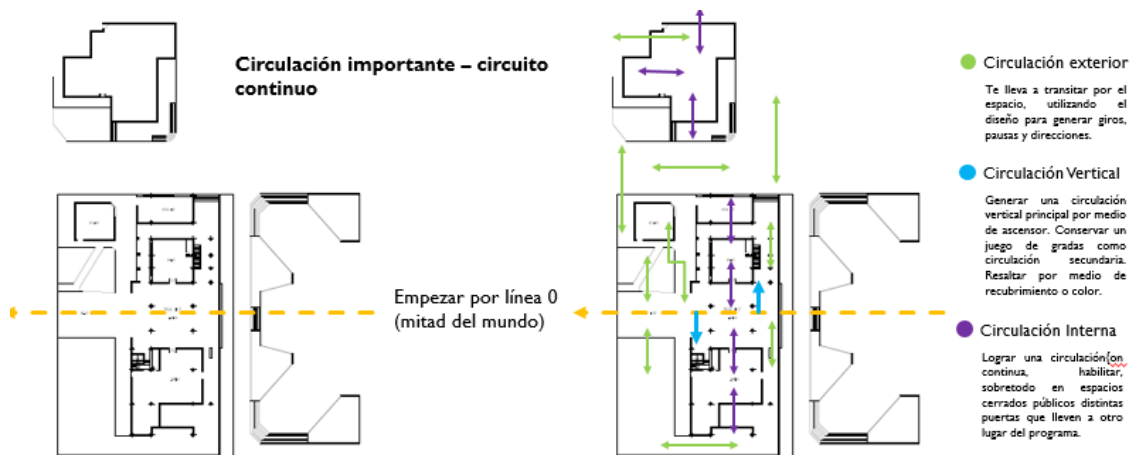 Circulación importante – circuito
continuo
Empezar por línea 0
(mitad del mundo)
Circulación exterior
Te lleva a transitar por el
espacio, utilizando el
diseño para generar giros,
pausas y direcciones.
Circulación Vertical
Generar una circulación
vertical principal por medio
de ascensor. Conservar un
juego de gradas como
circulación secundaria.
Resaltar por medio de
recubrimiento o color.
Circulación Interna
Lograr una circulación{on
continua, habilitar,
sobretodo en espacios
cerrados públicos distintas
puertas que lleven a otro
lugar del programa.